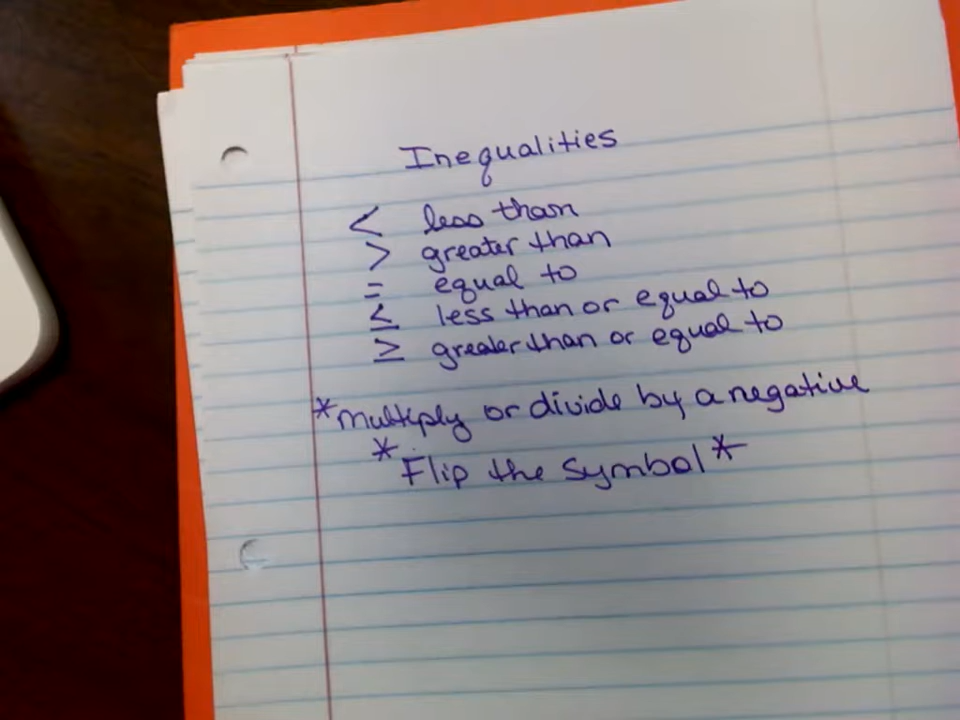 Inequalities
< less than
> greater than
= equal to
≤ less than or equal to
≥ greater than or equal to
*multiply or divide by a negative
*Flip the symbol*